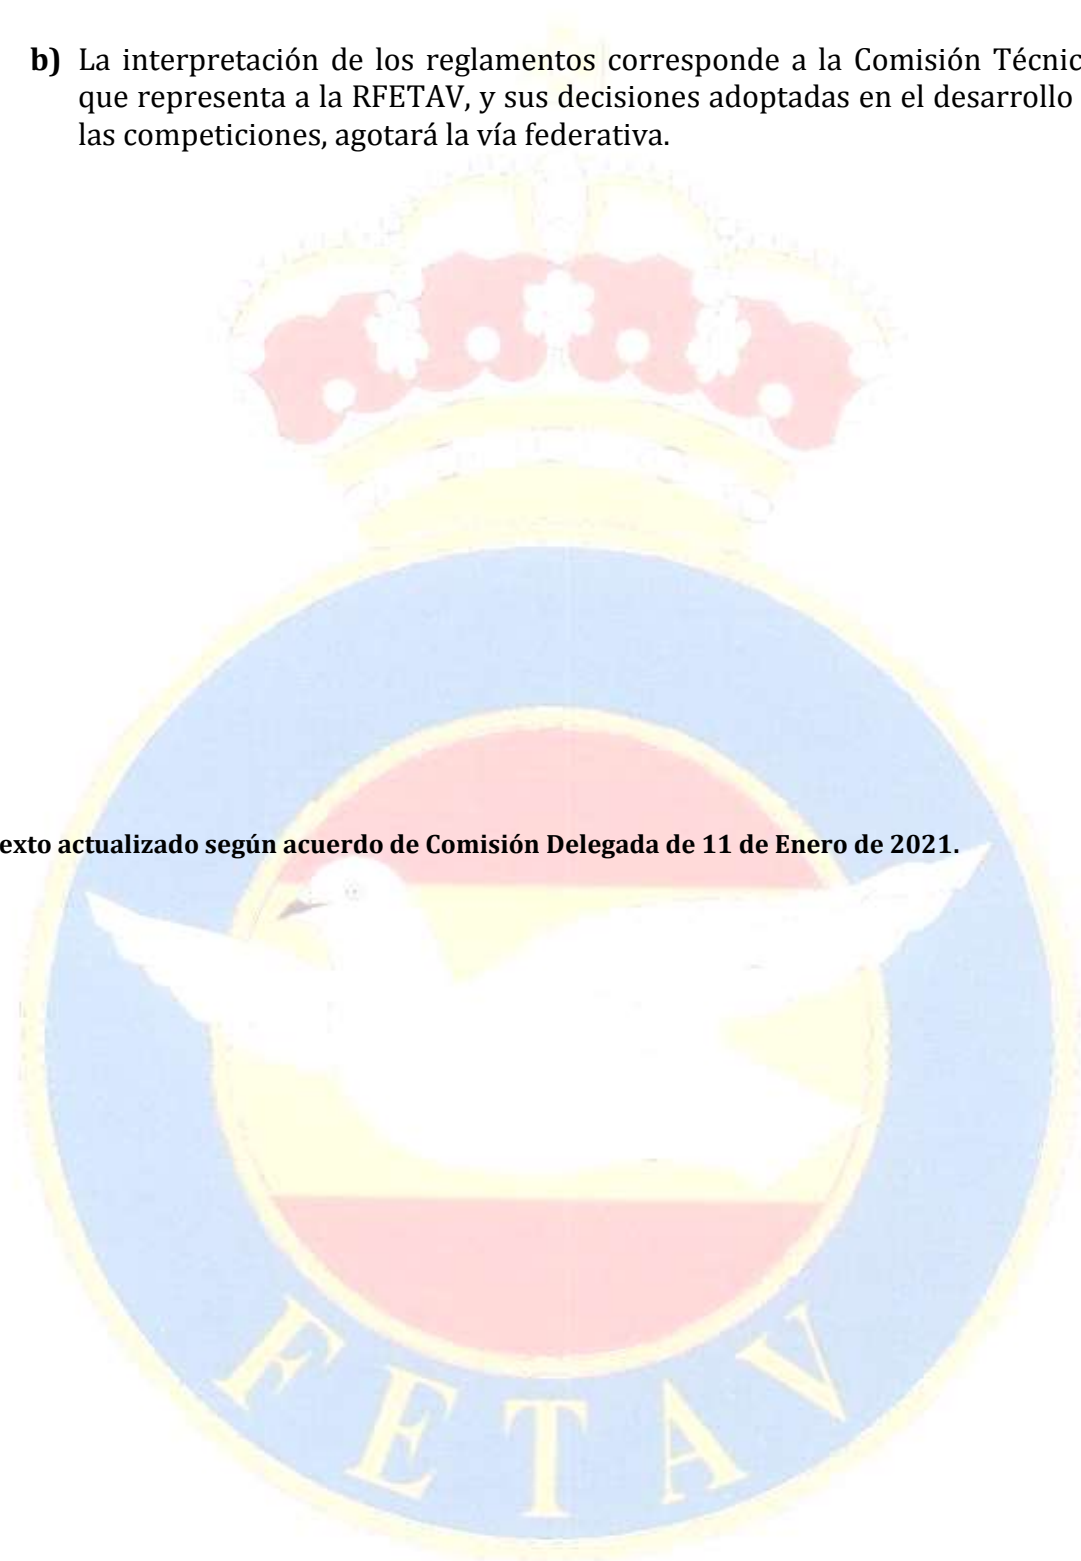 b) La interpretación de los reglamentos corresponde a la Comisión Técnic
que representa a la RFETAV, y sus decisiones adoptadas en el desarrollo
las competiciones, agotará la vía federativa.
exto actualizado según acuerdo de Comisión Delegada de 11 de Enero de 2021.
FETAV